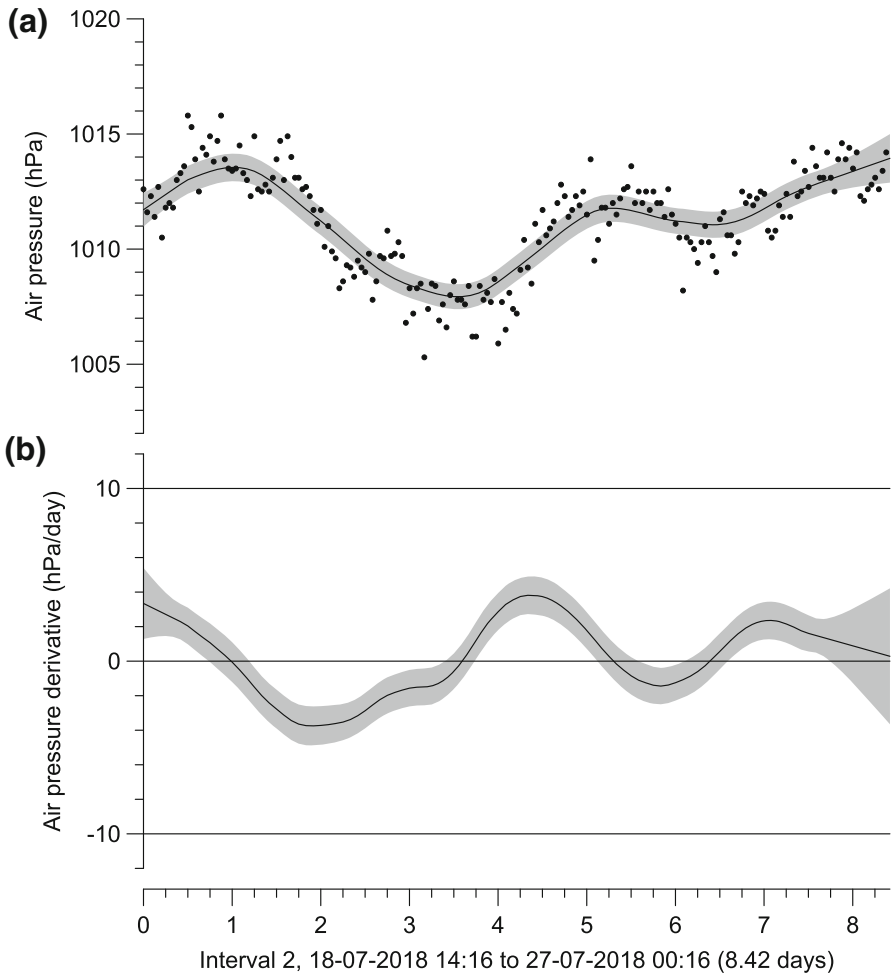 (a)
1020
1015
1010
1005
Air pressure (hPa)
(b)
10
0
-10
Air pressure derivative (hPa/day)
0 1 2 3 4 5 6 7 8
Interval 2, 18-07-2018 14:16 to 27-07-2018 00:16 (8.42 days)